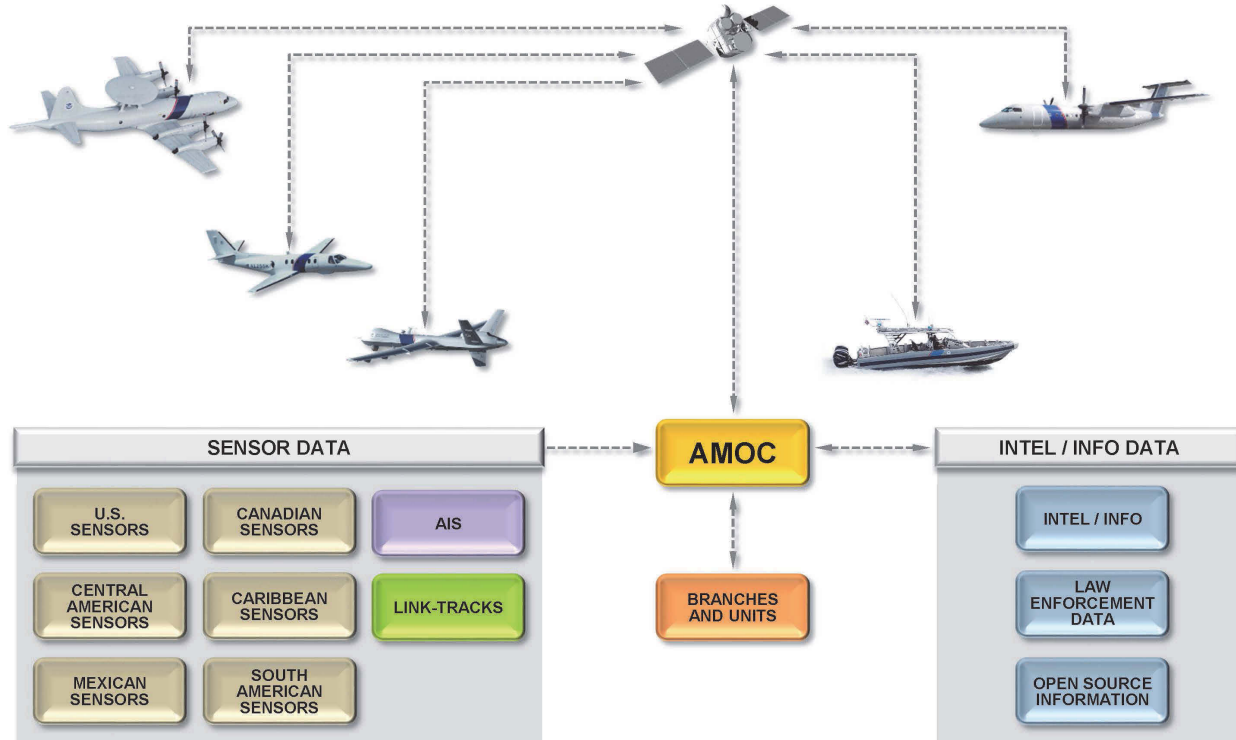 SENSOR DATA
AMOC
INTEL / INFO DATA
U.S.
SENSORS
CANADIAN
SENSORS
AIS
INTEL / INFO
CENTRAL
AMERICAN
SENSORS
CARIBBEAN
SENSORS
LINK-TRACKS
BRANCHES
AND UNITS
LAW
ENFORCEMENT
DATA
MEXICAN
SENSORS
SOUTH
AMERICAN
SENSORS
OPEN SOURCE
INFORMATION